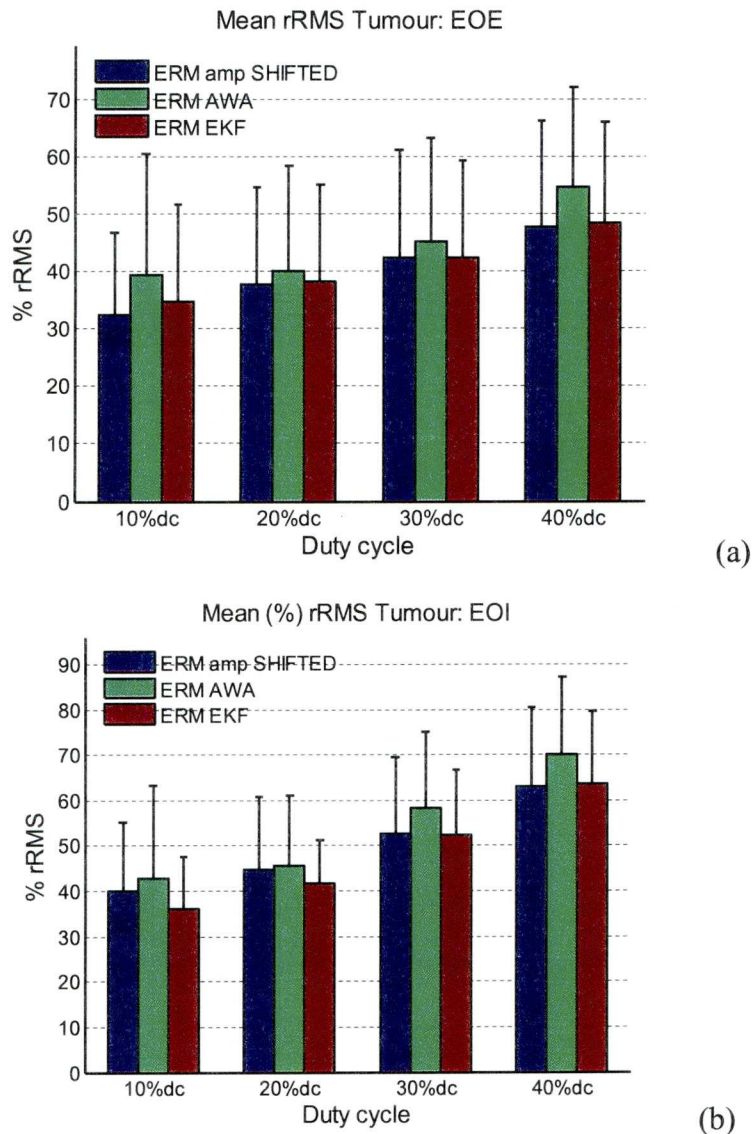 Mean rRMS Tumour: EOE
ERM amp SHIFTED
ERM AWA
ERM EKF
% rRMS
70
60
50
40
30
20
10
0
10%dc 20%dc 30%dc 40%dc
Duty cycle
(a)
Mean (%) rRMS Tumour: EOI
ERM amp SHIFTED
ERM AWA
ERM EKF
% rRMS
90
80
70
60
50
40
30
20
10
0
10%dc 20%dc 30%dc 40%dc
Duty cycle
(b)